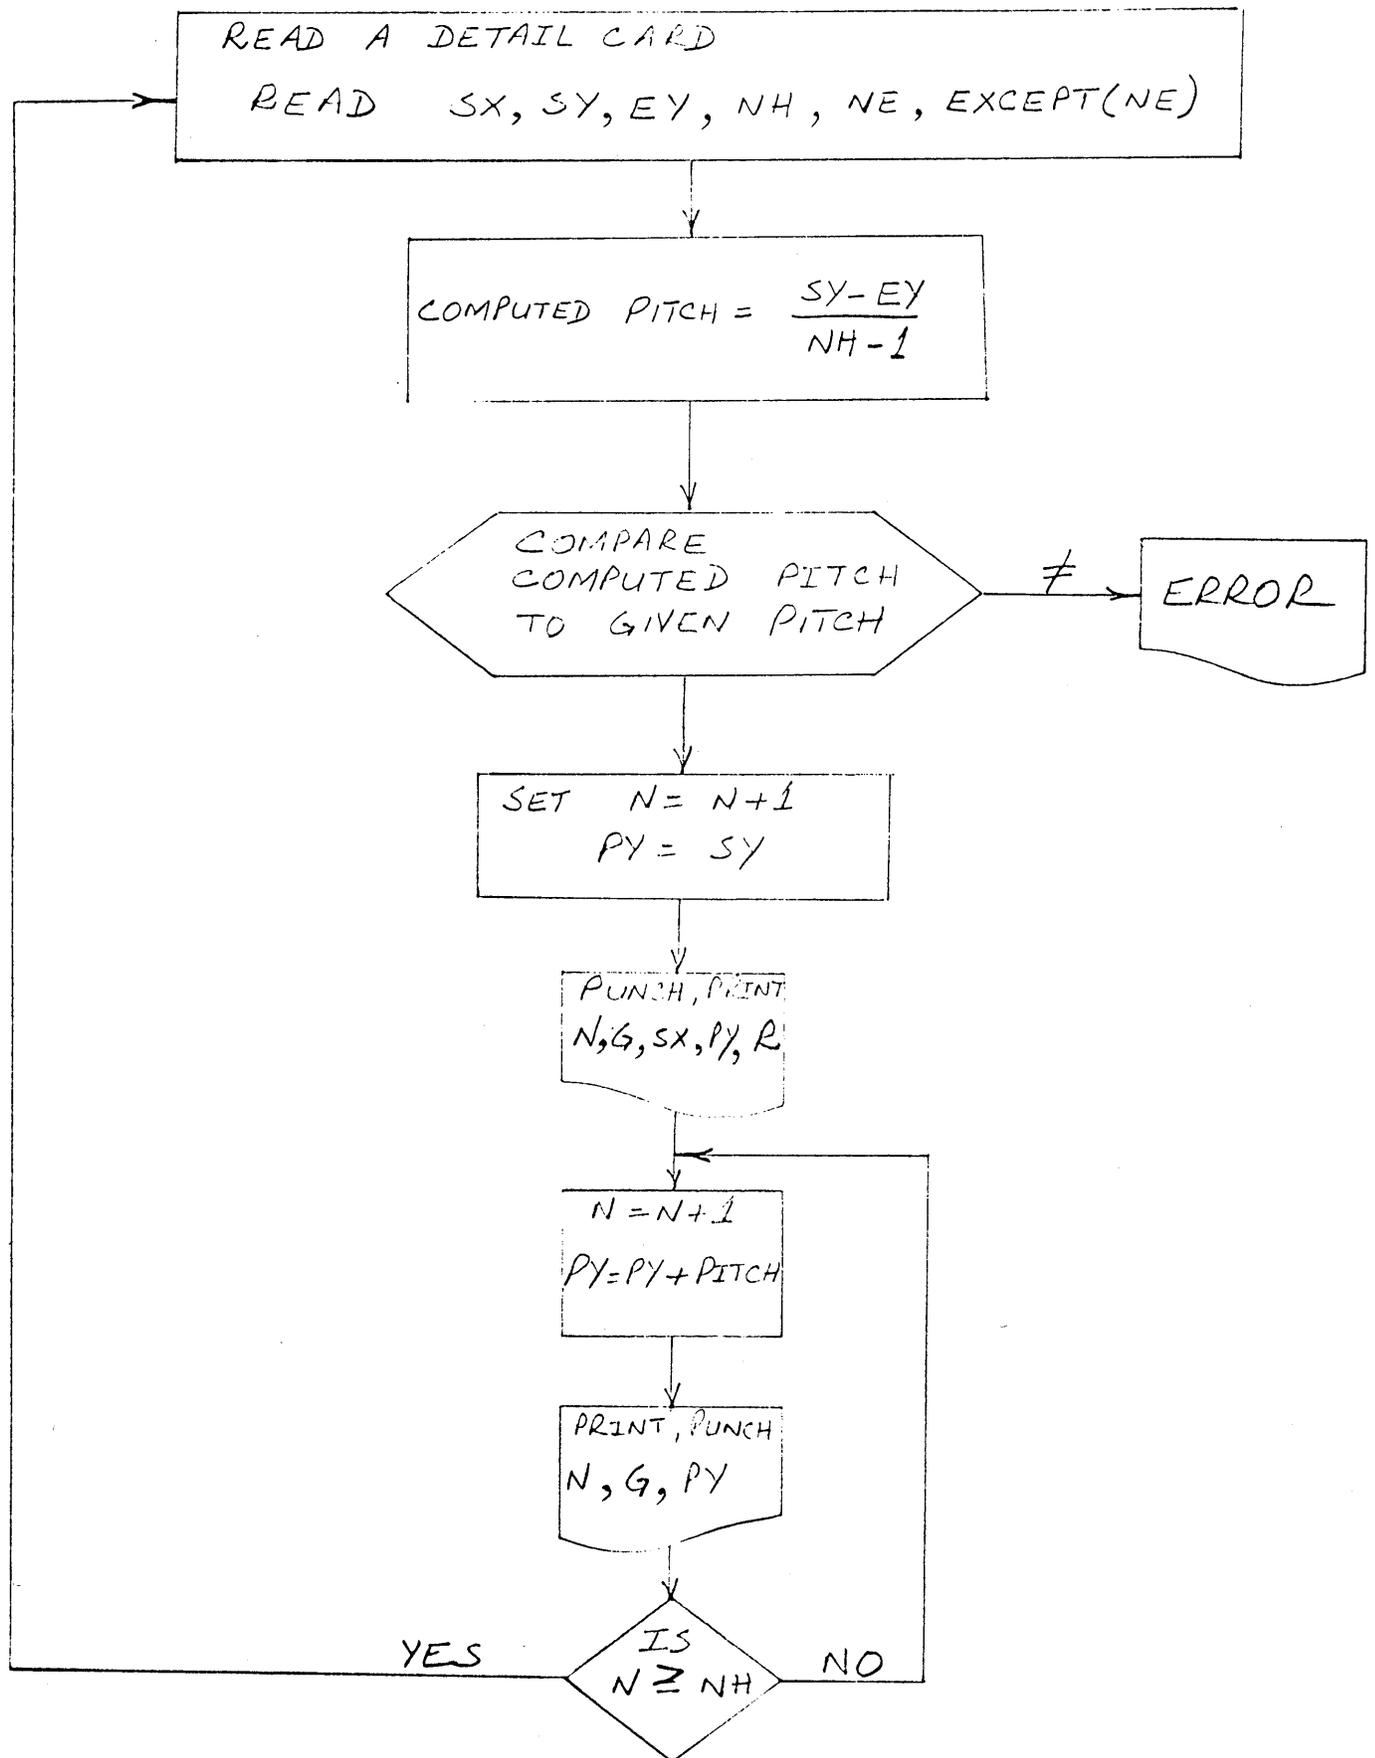 READ A DETAIL CARD
READ SX, SY, EY, NH, NE, EXCEPT(NE)
COMPUTED PITCH = SY-EY
NH-1
COMPARE
COMPUTED PITCH
TO GIVEN PITCH
≠
ERROR
SET N = N+1
PY = SY
PUNCH, PRINT
N,G,SX,PY,R
N=N+1
PY=PY+PITCH
PRINT, PUNCH
N, G, PY
IS
N ≥ NH
YES
NO